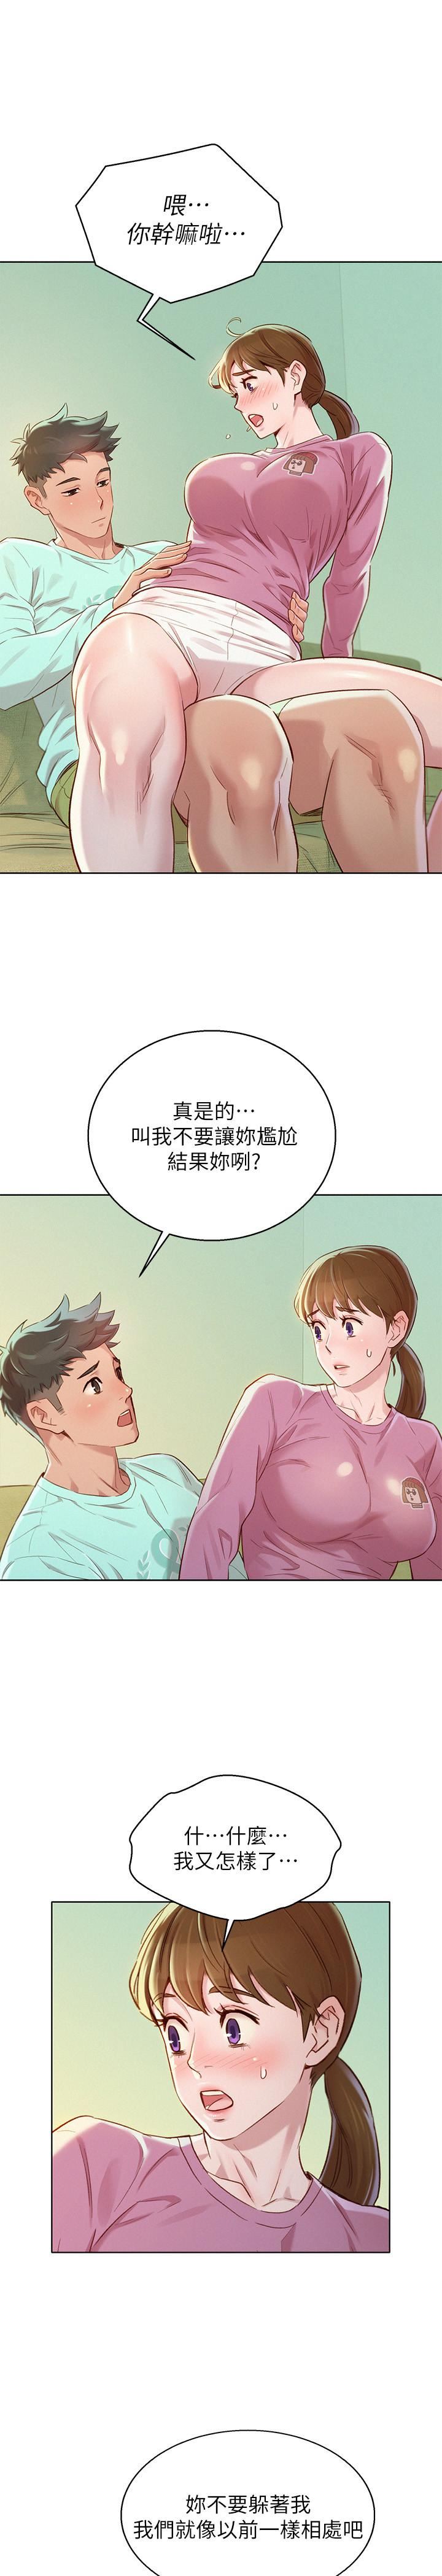 喂⋯
你幹嘛啦⋯
真是的⋯
叫我不要讓妳尷尬
結果妳咧?
什⋯什麼⋯
我又怎樣了⋯
妳不要躲著我
我們就像以前一樣相處吧